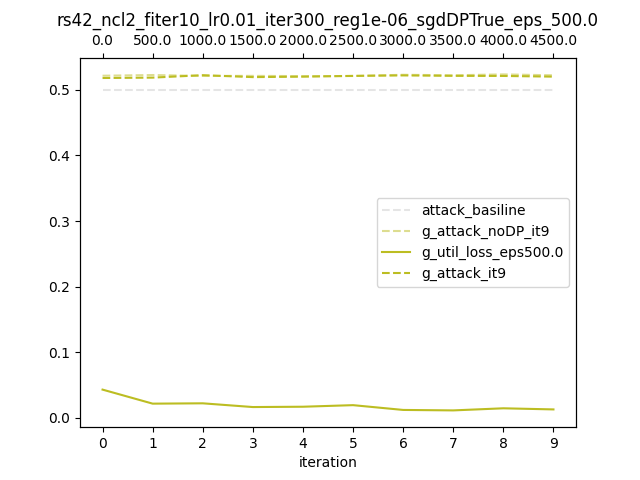 rs42_ncl2_fiter10_lr0.01_iter300_reg1e-06_sgdDPTrue_eps_500.0
0.0 500.0 1000.0 1500.0 2000.0 2500.0 3000.0 3500.0 4000.0 4500.0
0.5
0.4
0.3
0.2
0.1
0.0
attack_basiline
g_attack_noDP_it9
g_util_loss_eps500.0
g_attack_it9
0 1 2 3 4 5 6 7 8 9
iteration